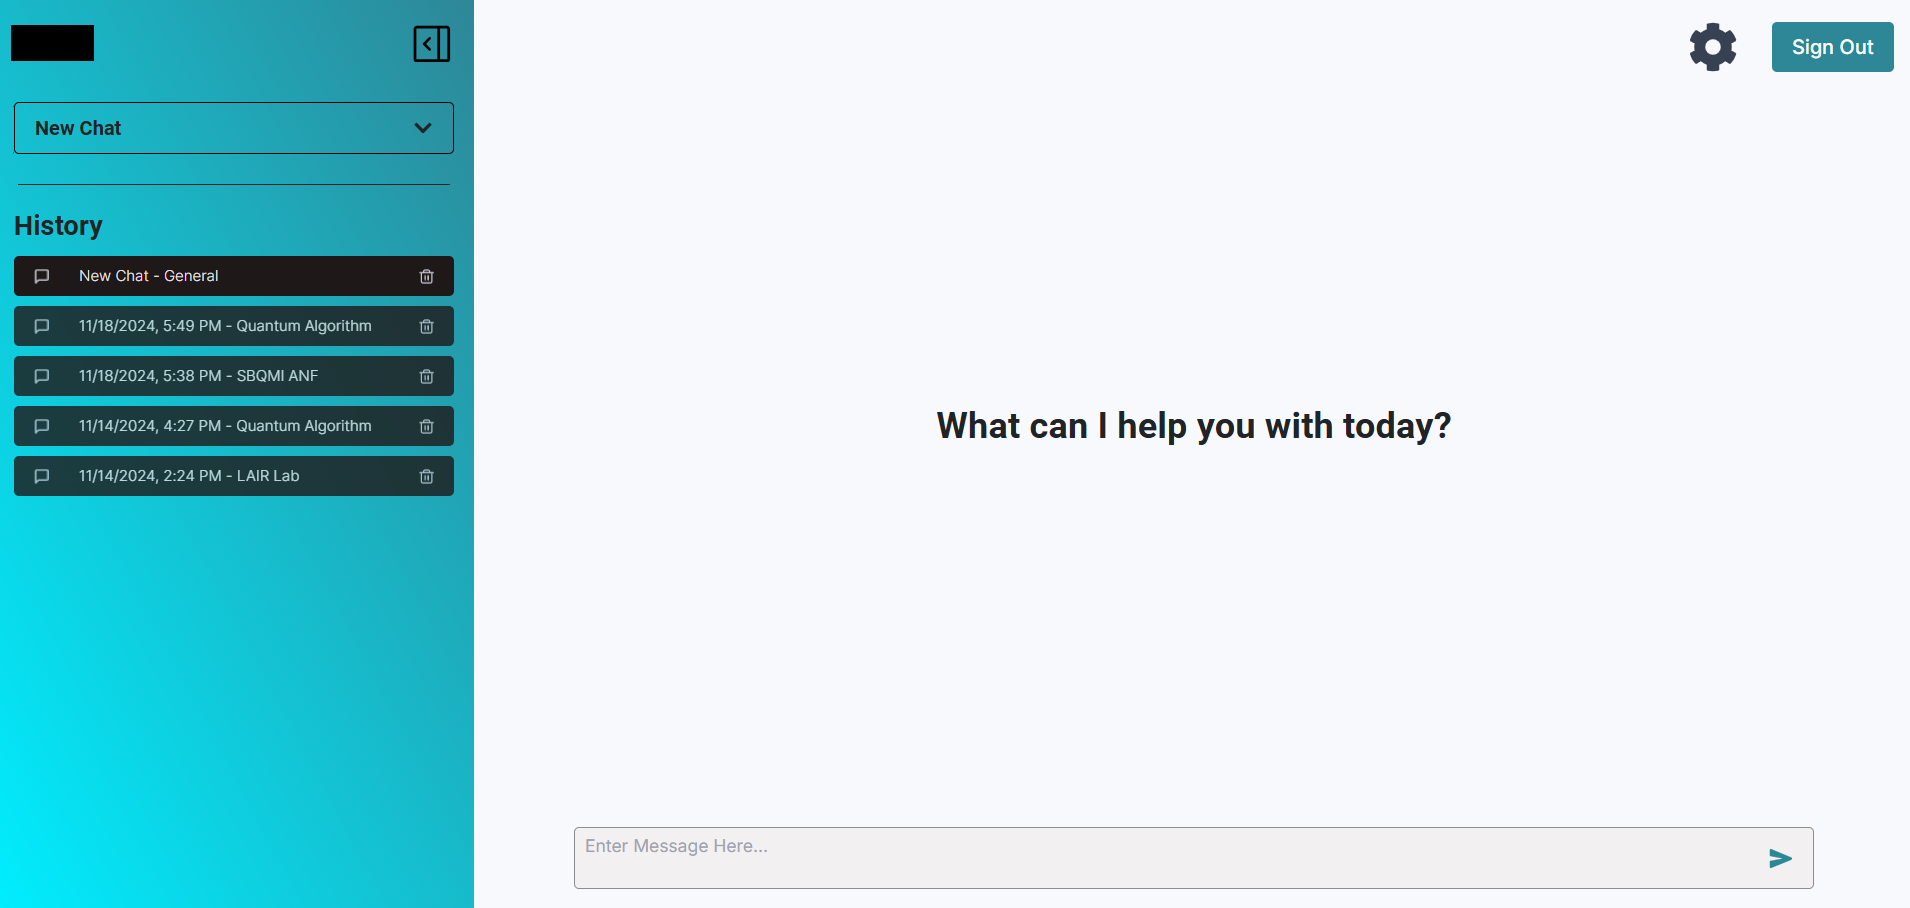 New Chat
History
New Chat - General
11/18/2024, 5:49 PM - Quantum Algorithm
11/18/2024, 5:38 PM - SBQMI ANF
11/14/2024, 4:27 PM - Quantum Algorithm
11/14/2024, 2:24 PM - LAIR Lab
Sign Out
What can I help you with today?
Enter Message Here...